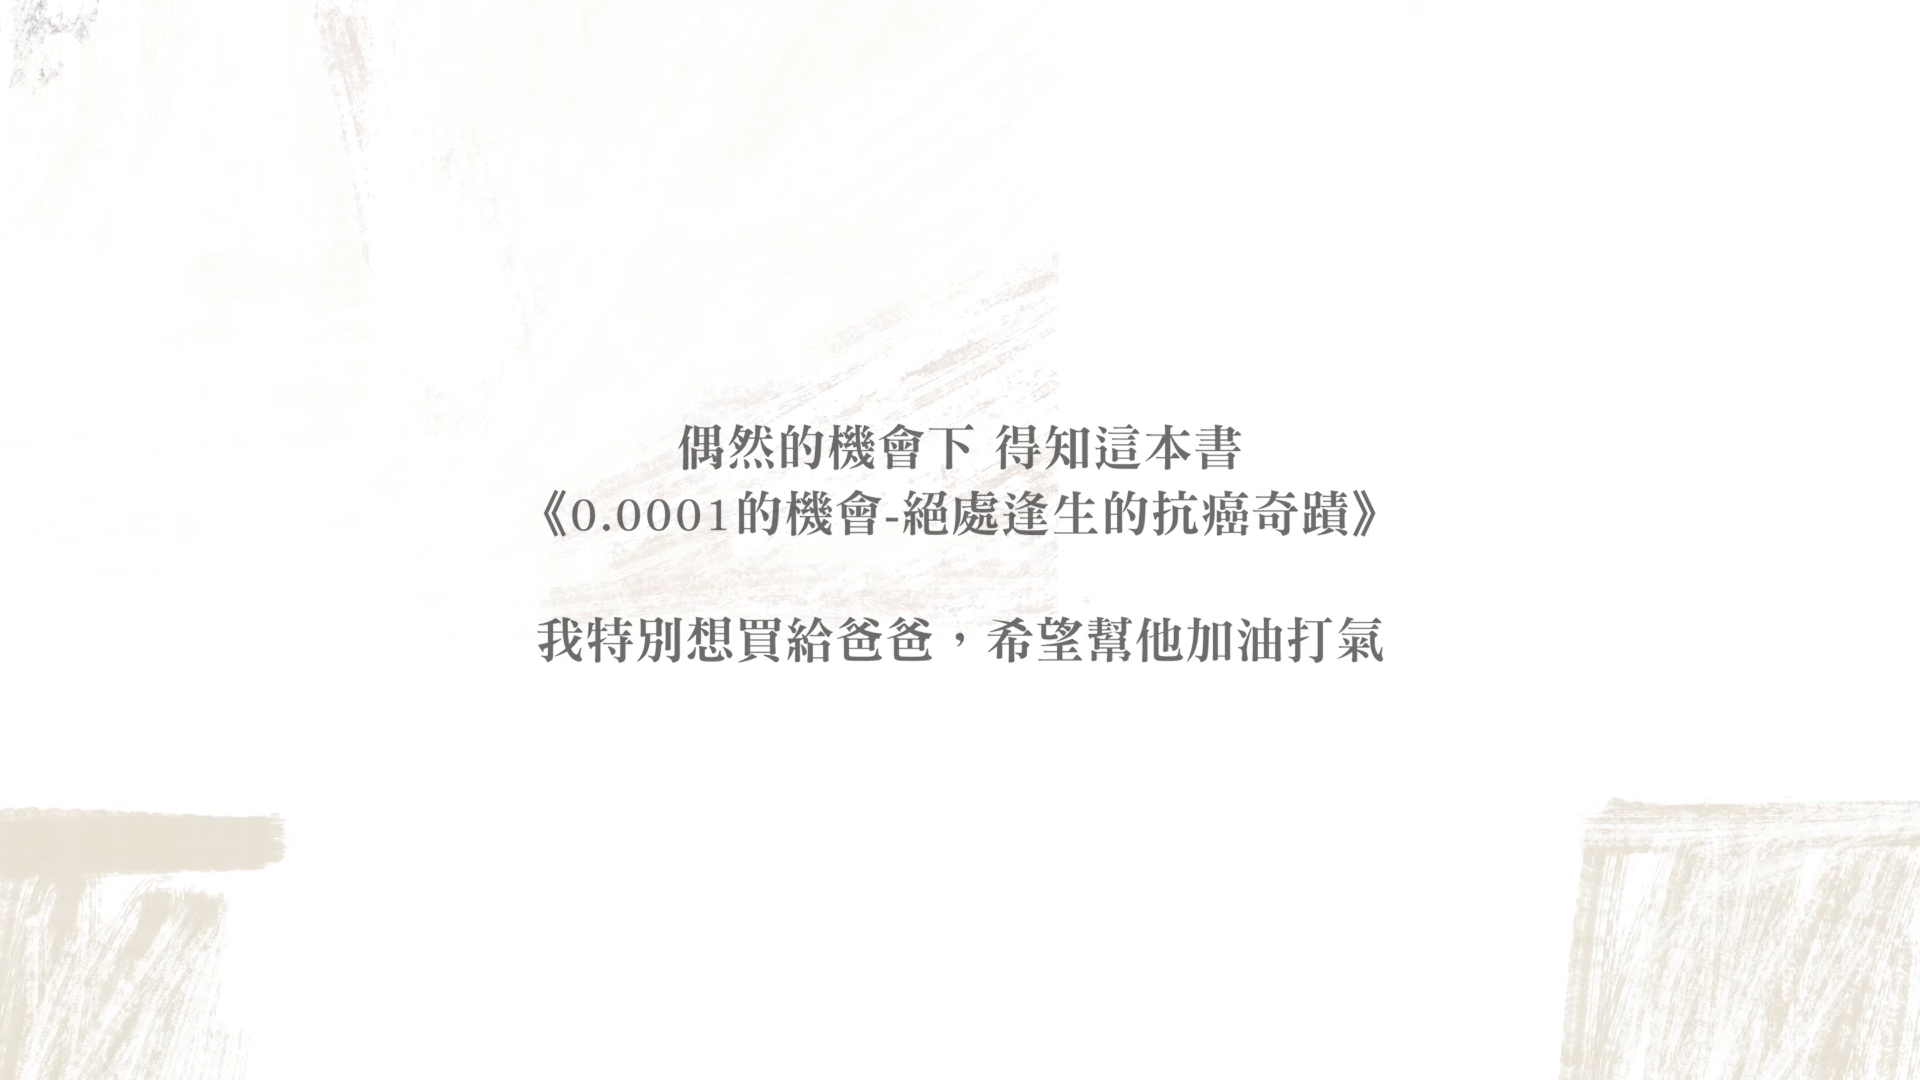 偶然的機會下 得知這本書
《0.0001的機會-絕處逢生的抗癌奇蹟》
我特別想買給爸爸，希望幫他加油打氣